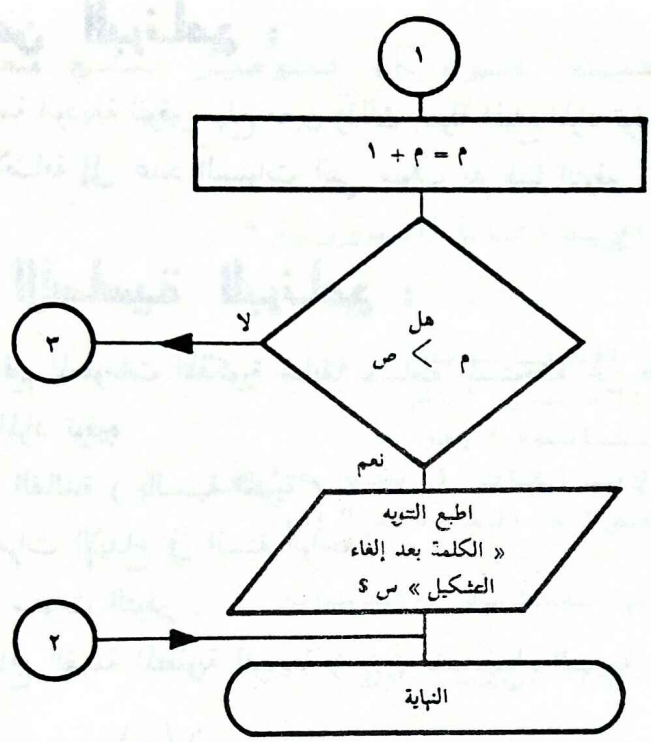 ١
م = م + ١
هل
م < ص
لا
٣
نعم
اطبع التنويه
« الكلمة بعد إلغاء
التشكيل » س $
٢
النهاية